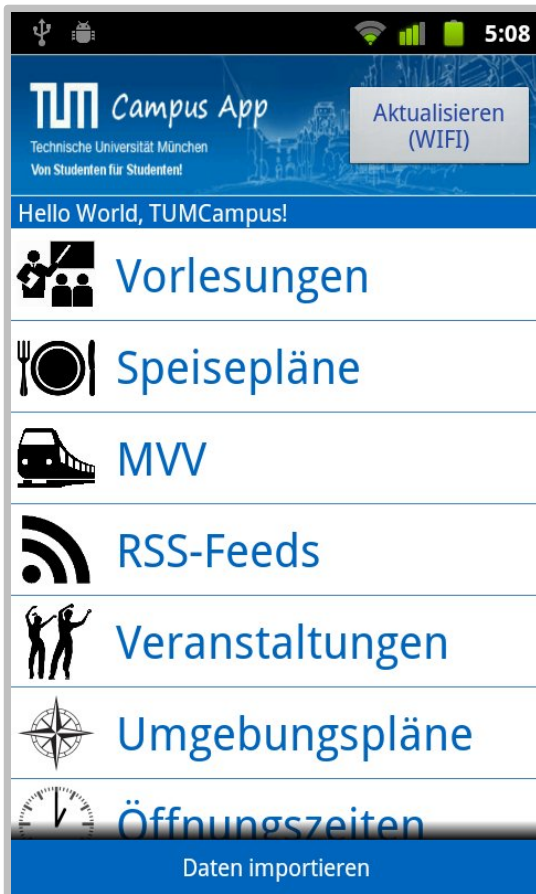 5:08
TUM Campus App
Technische Universität München
Von Studenten für Studenten!
Aktualisieren
(WIFI)
Hello World, TUMCampus!
Vorlesungen
Speisepläne
MVV
RSS-Feeds
Veranstaltungen
Umgebungspläne
Öffnungszeiten
Daten importieren